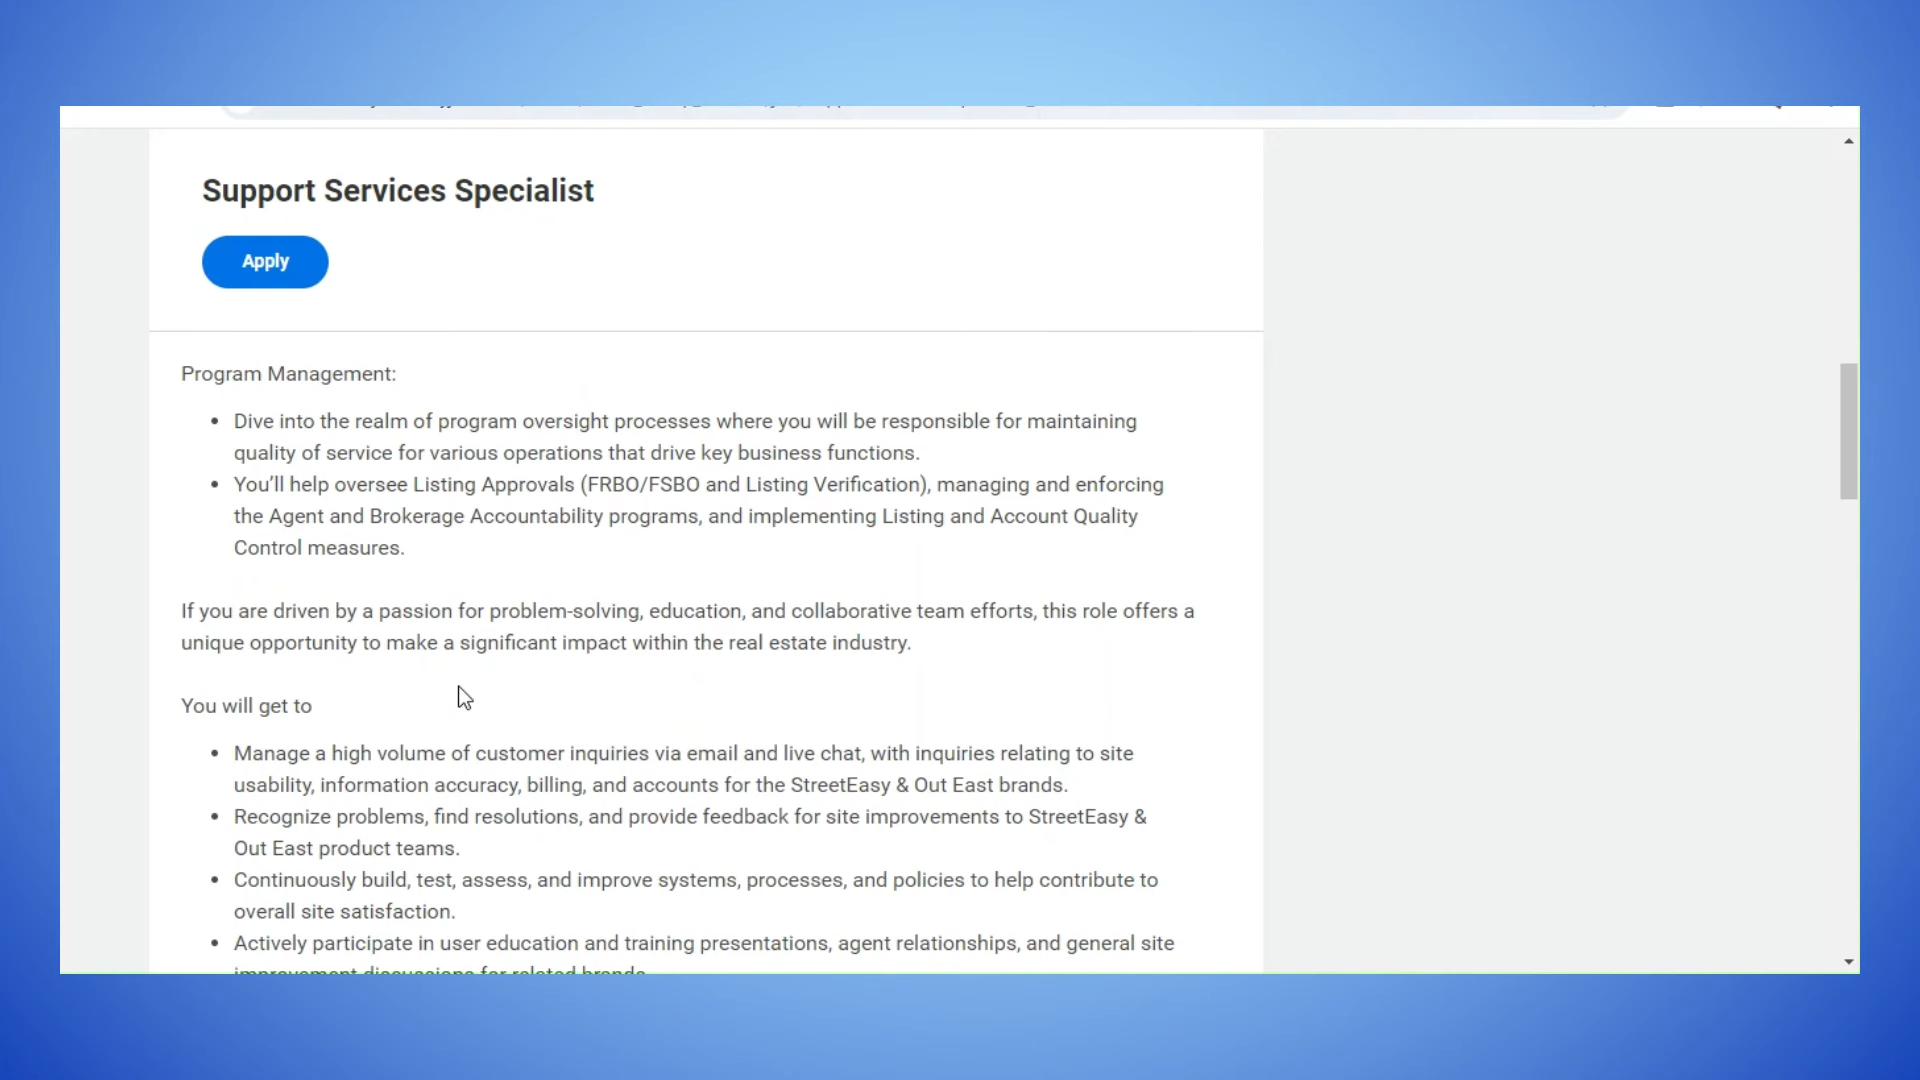 Support Services Specialist
Apply
Program Management:
• Dive into the realm of program oversight processes where you will be responsible for maintaining
quality of service for various operations that drive key business functions.
• You’ll help oversee Listing Approvals (FRBO/FSBO and Listing Verification), managing and enforcing
the Agent and Brokerage Accountability programs, and implementing Listing and Account Quality
Control measures.
If you are driven by a passion for problem-solving, education, and collaborative team efforts, this role offers a
unique opportunity to make a significant impact within the real estate industry.
You will get to
• Manage a high volume of customer inquiries via email and live chat, with inquiries relating to site
usability, information accuracy, billing, and accounts for the StreetEasy & Out East brands.
• Recognize problems, find resolutions, and provide feedback for site improvements to StreetEasy &
Out East product teams.
• Continuously build, test, assess, and improve systems, processes, and policies to help contribute to
overall site satisfaction.
• Actively participate in user education and training presentations, agent relationships, and general site
improvement discussions for related brands.